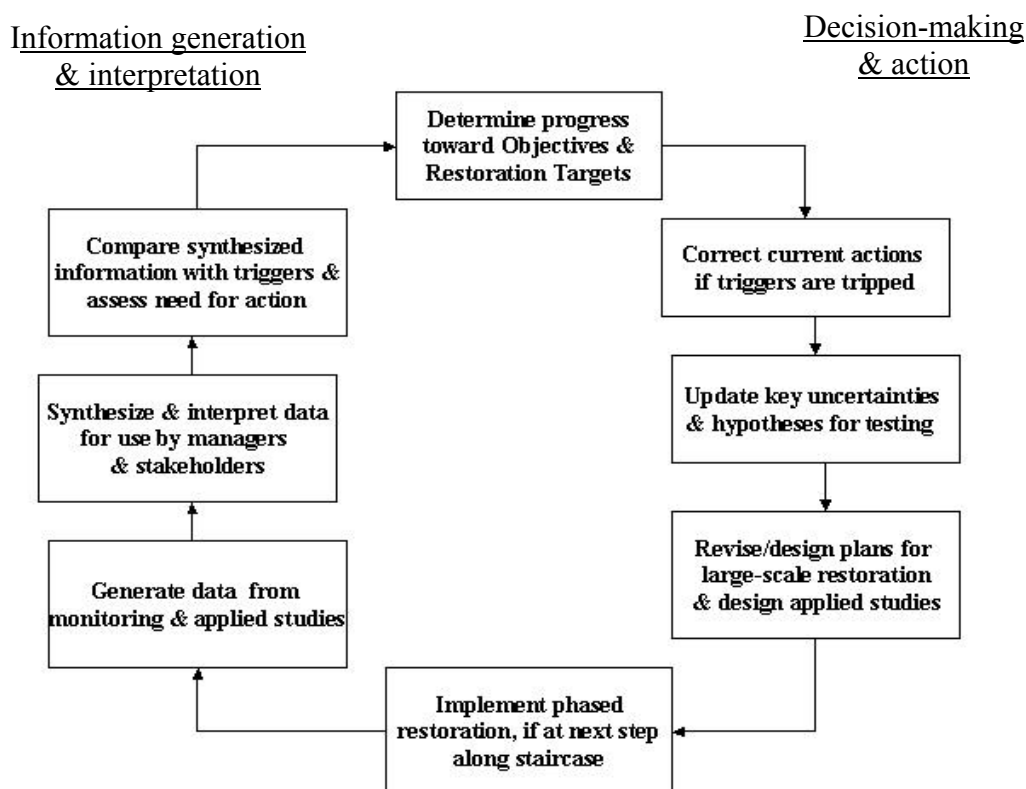 Information generation
& interpretation
Decision-making
& action
Determine progress
toward Objectives &
Restoration Targets
Correct current actions
if triggers are tripped
Update key uncertainties
& hypotheses for testing
Revise/design plans for
large-scale restoration
& design applied studies
Implement phased
restoration, if at next step
along staircase
Generate data from
monitoring & applied studies
Synthesize & interpret data
for use by managers
& stakeholders
Compare synthesized
information with triggers &
assess need for action